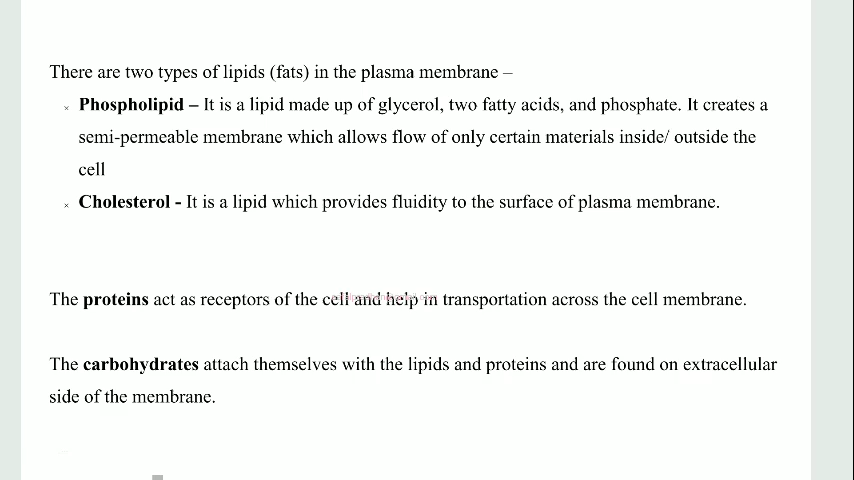 There are two types of lipids (fats) in the plasma membrane –
× Phospholipid – It is a lipid made up of glycerol, two fatty acids, and phosphate. It creates a
semi-permeable membrane which allows flow of only certain materials inside/ outside the
cell
× Cholesterol - It is a lipid which provides fluidity to the surface of plasma membrane.
The proteins act as receptors of the cell and help in transportation across the cell membrane.
The carbohydrates attach themselves with the lipids and proteins and are found on extracellular
side of the membrane.